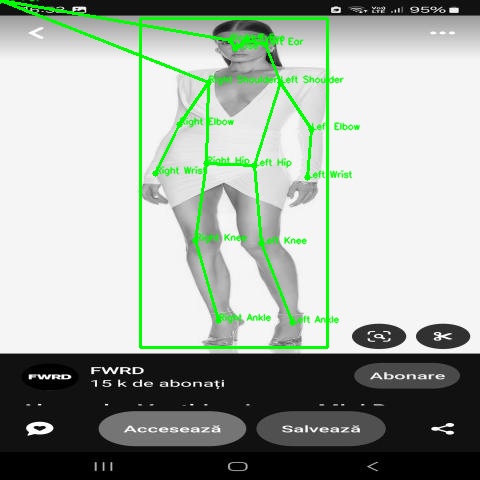 95%
Ear
Right Shoulder Left Shoulder
Right Elbow
Left Elbow
Right Hip Left Hip
Right Wrist
Left Wrist
Right Knee Left Knee
Right Ankle Left Ankle
FWRD
FWRD
15 k de abonați
Abonare
Accesează
Salvează